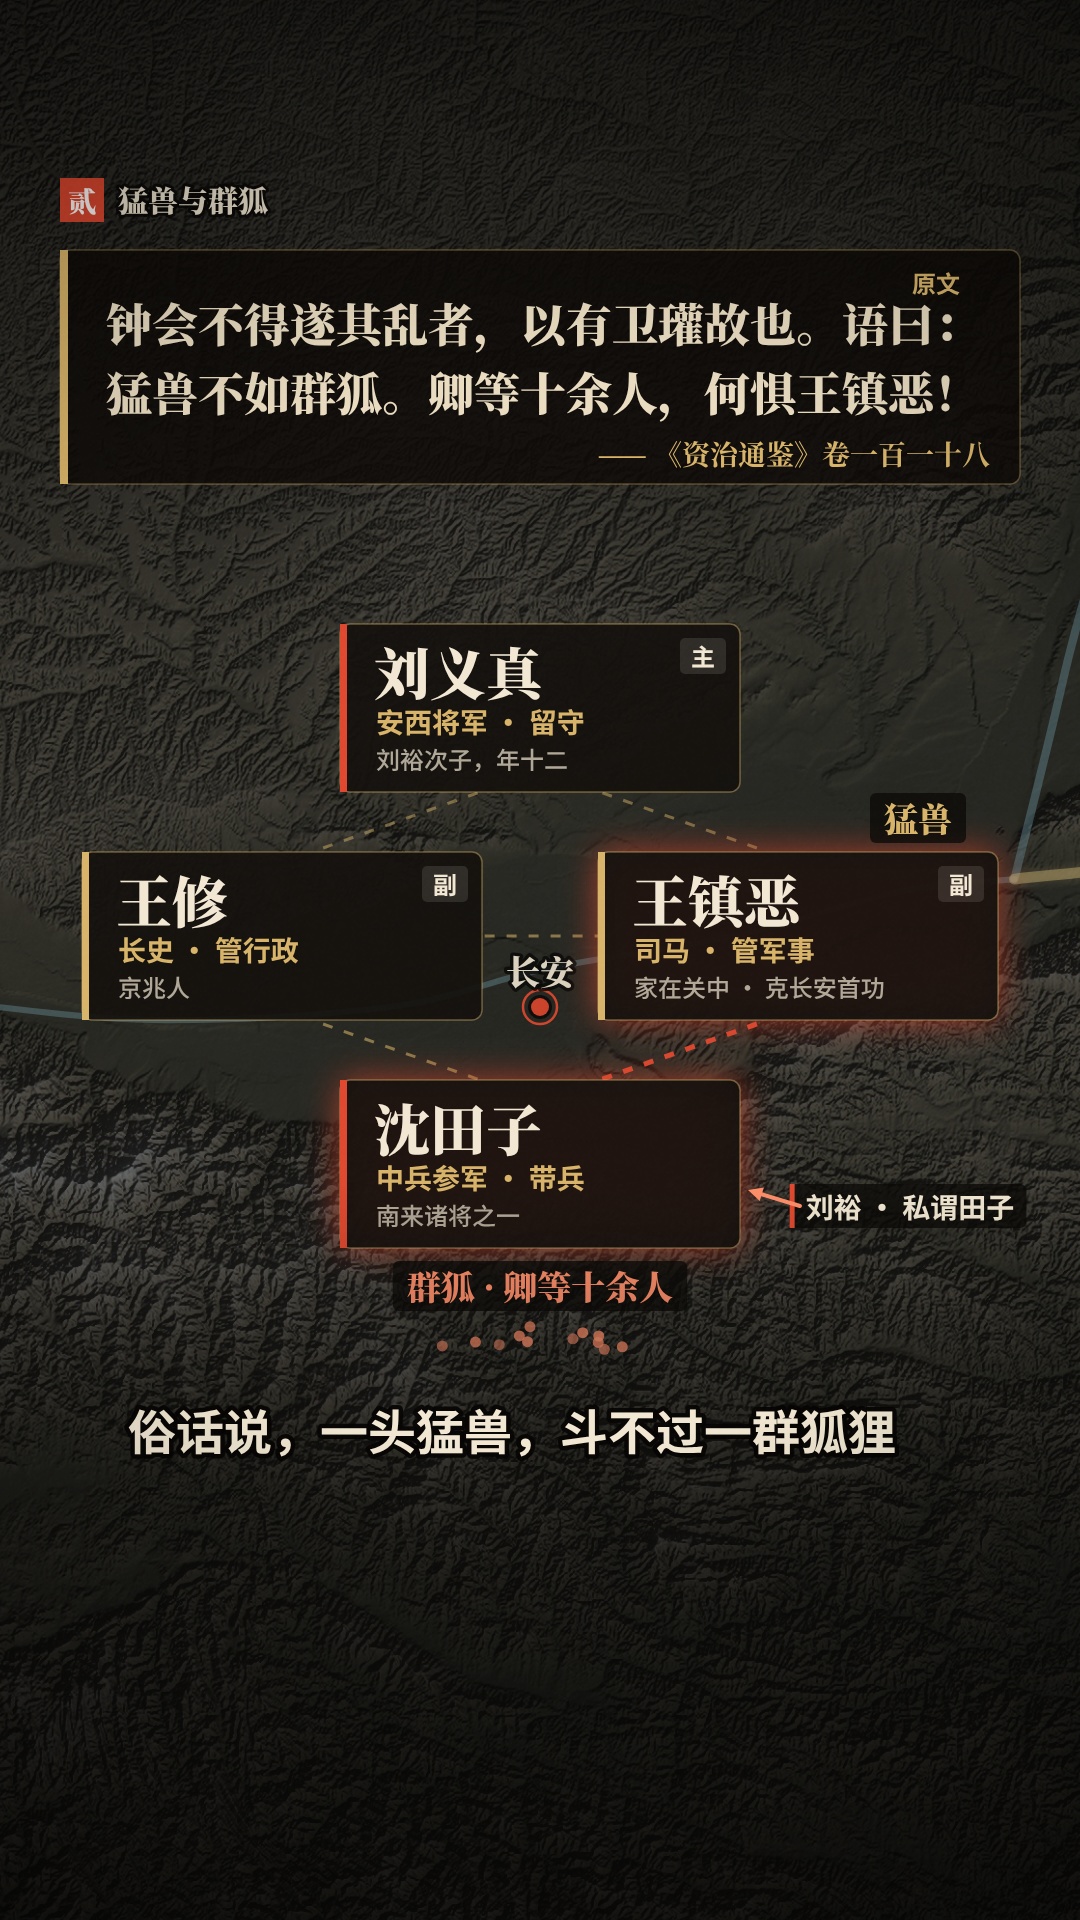 贰 猛兽与群狐
原文
钟会不得遂其乱者，以有卫瓘故也。语曰：
猛兽不如群狐。卿等十余人，何惧王镇恶！
—— 《资治通鉴》卷一百一十八
刘义真
主
安西将军 · 留守
刘裕次子，年十二
猛兽
王修
副
长史 · 管行政
京兆人
王镇恶
副
司马 · 管军事
家在关中 · 克长安首功
长安
沈田子
中兵参军 · 带兵
南来诸将之一
刘裕 · 私谓田子
群狐 · 卿等十余人
俗话说，一头猛兽，斗不过一群狐狸